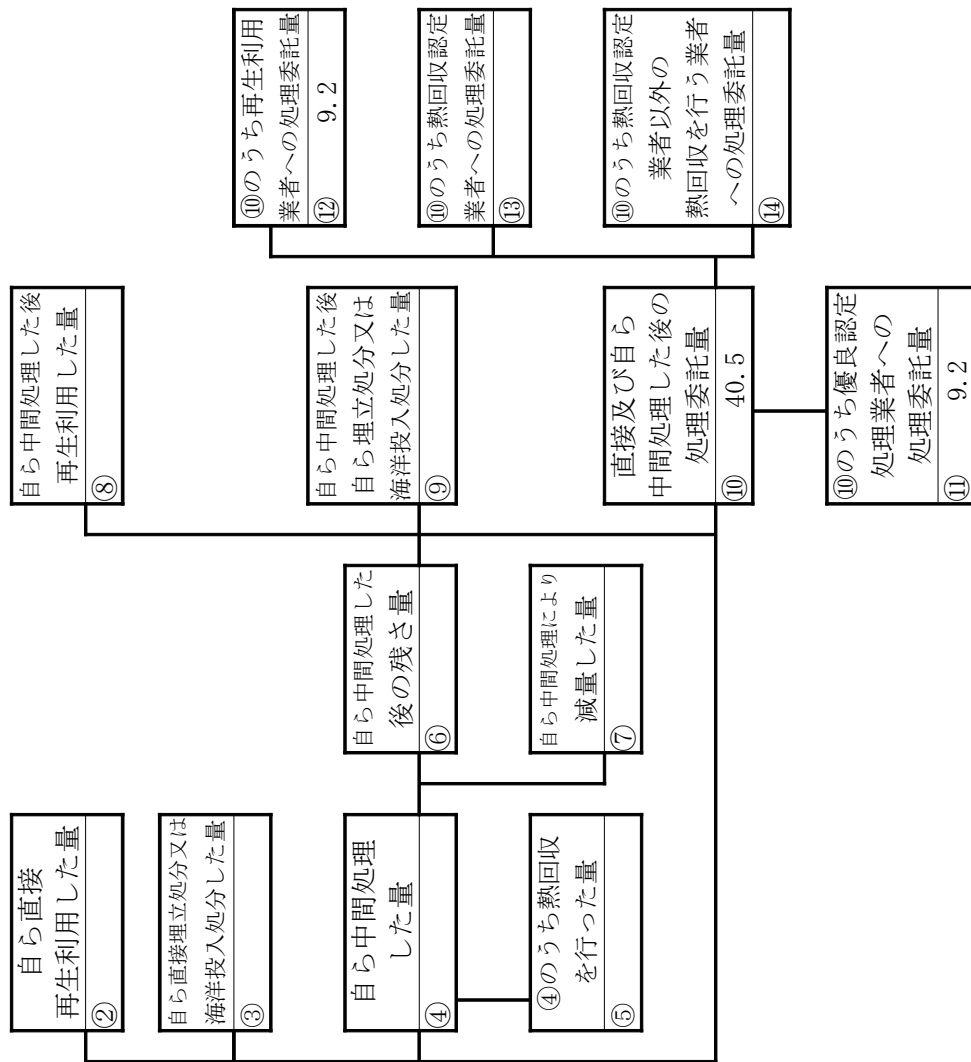 自ら直接
再生利用した量
②
自ら直接埋立処分又は
海洋投入処分した量
③
自ら中間処理
した量
④
④のうち熱回収
を行った量
⑤
自ら中間処理した
後の残さ量
⑥
自ら中間処理により
減量した量
⑦
自ら中間処理した後
再生利用した量
⑧
自ら中間処理した後
自ら埋立処分又は
海洋投入処分した量
⑨
直接及び自ら
中間処理した後の
処理委託量
⑩ 40.5
⑩のうち優良認定
処理業者への
処理委託量
⑪ 9.2
⑩のうち再生利用
業者への処理委託量
⑫ 9.2
⑩のうち熱回収認定
業者への処理委託量
⑬
⑩のうち熱回収認定
業者以外の
熱回収を行う業者
への処理委託量
⑭